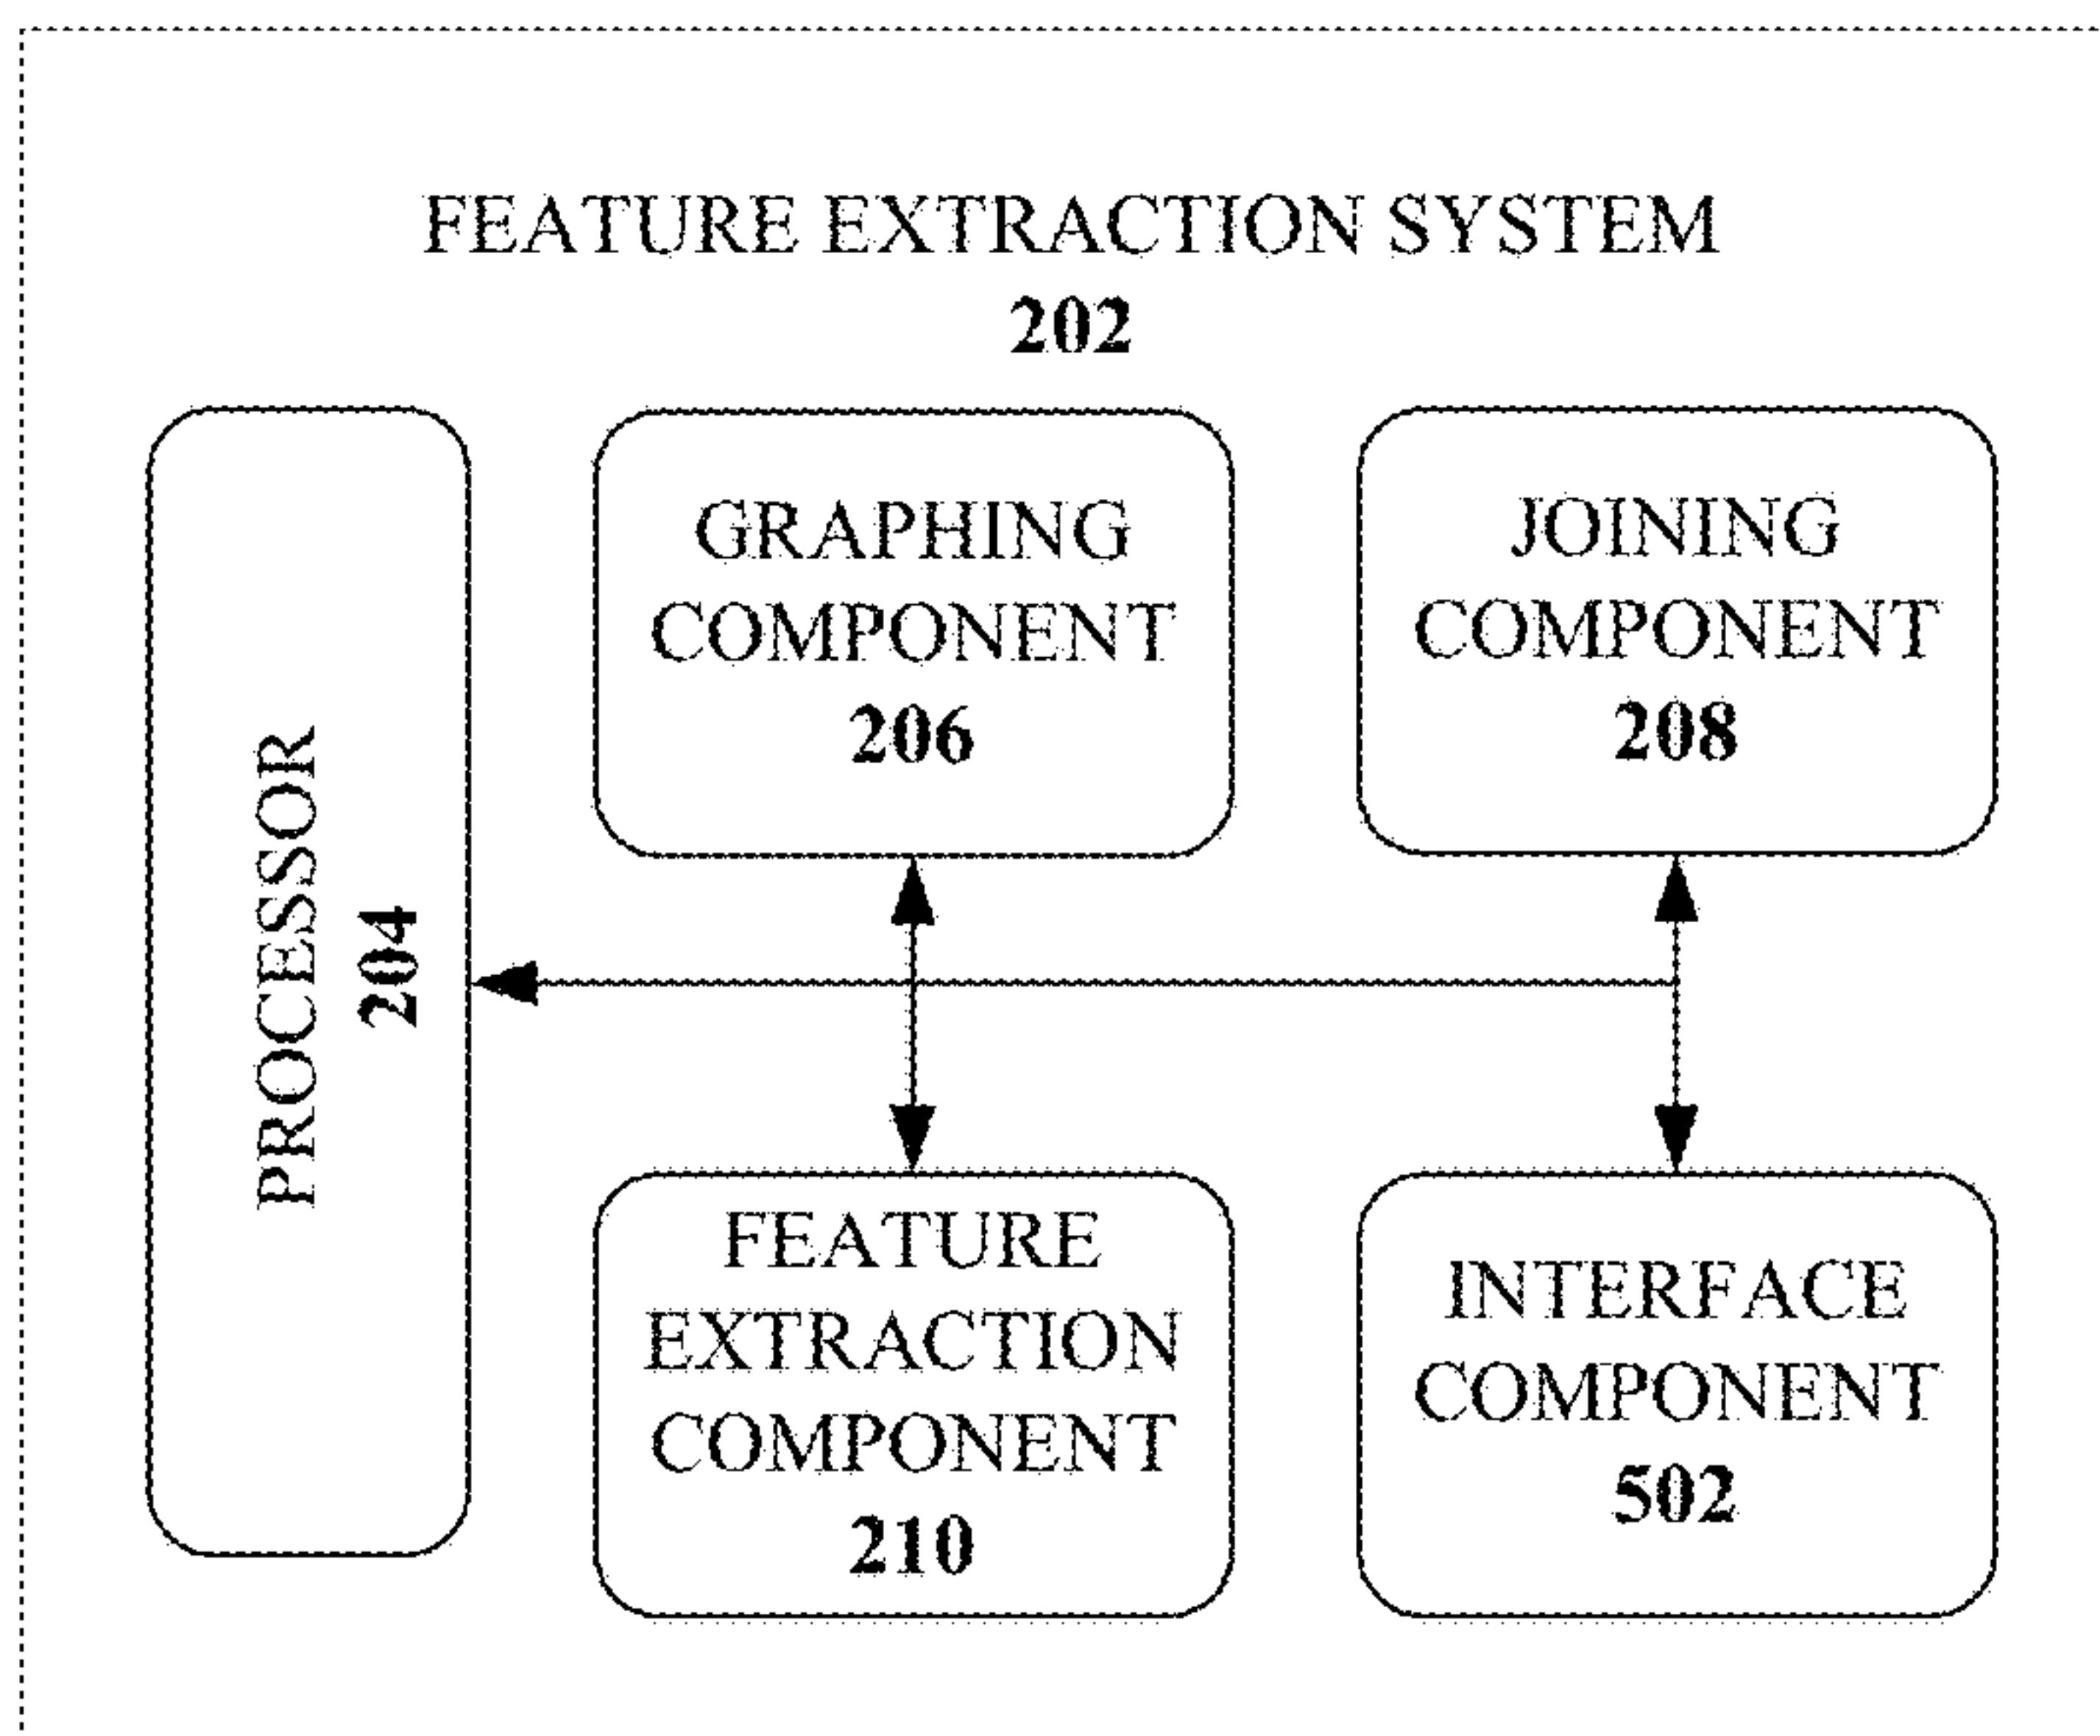 FEATURE EXTRACTION SYSTEM
202
PROCESSOR
204
GRAPHING
COMPONENT
206
JOINING
COMPONENT
208
FEATURE
EXTRACTION
COMPONENT
210
INTERFACE
COMPONENT
502